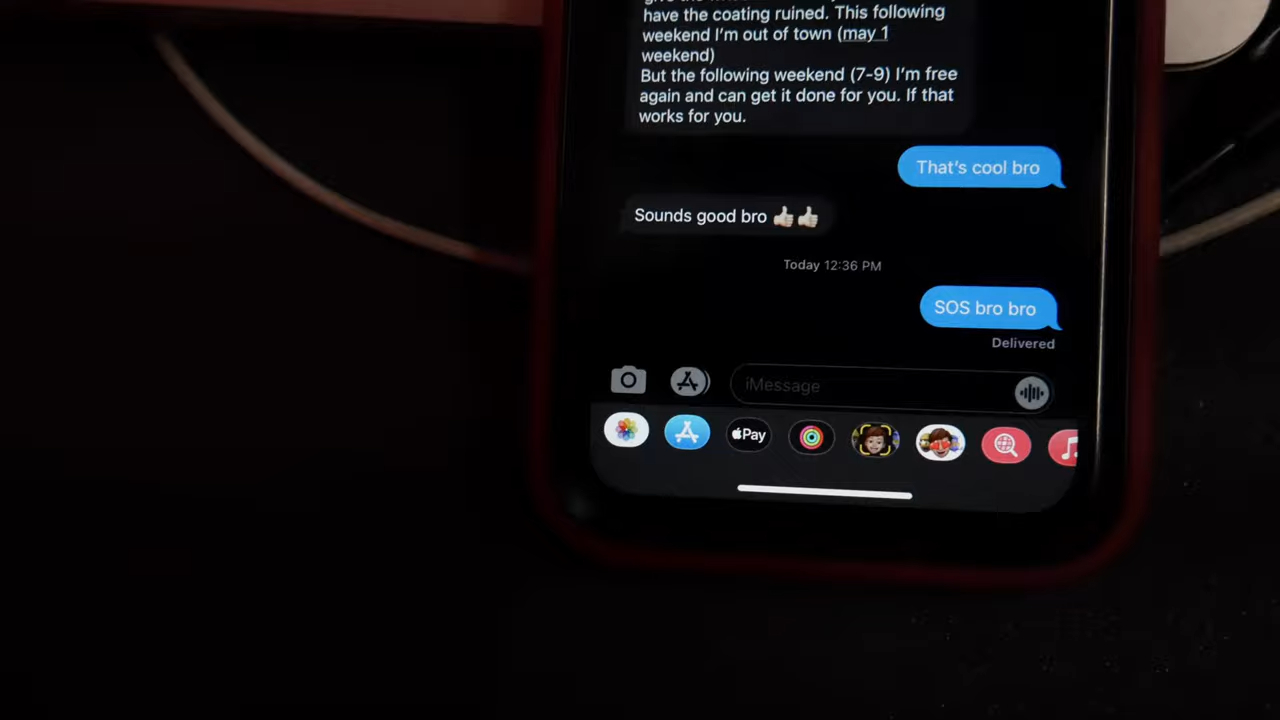 have the coating ruined. This following
weekend I'm out of town (may 1
weekend)
But the following weekend (7-9) I'm free
again and can get it done for you. If that
works for you.
That's cool bro
Sounds good bro 👍🏻👍🏻
Today 12:36 PM
SOS bro bro
Delivered
iMessage
Pay